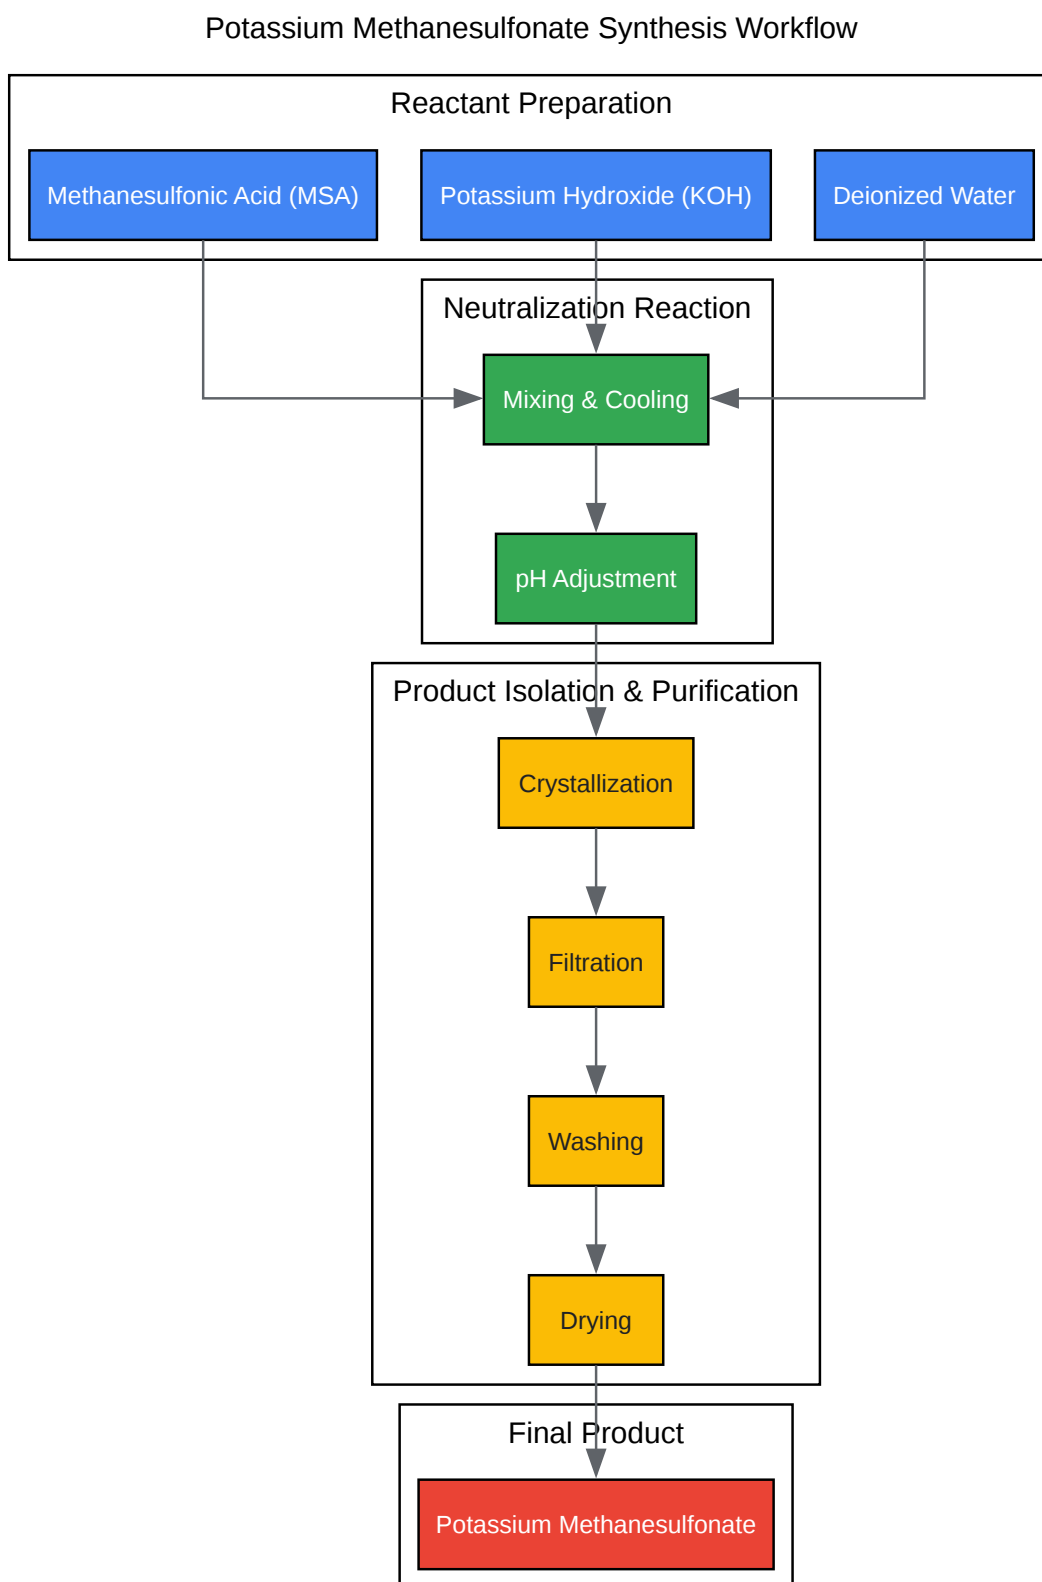 Potassium Methanesulfonate Synthesis Workflow
Reactant Preparation
Methanesulfonic Acid (MSA)
Potassium Hydroxide (KOH)
Deionized Water
Neutralization Reaction
Mixing & Cooling
pH Adjustment
Product Isolation & Purification
Crystallization
Filtration
Washing
Drying
Final Product
Potassium Methanesulfonate